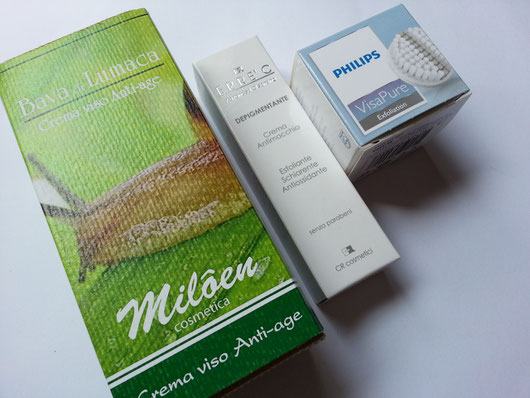 Bava di Lumaca
Crema viso Anti-age
Milôen
cosmetica
Crema viso Anti-age
DEPIGMENTANTE
Crema
Antimacchia
Esfoliante
Schiarente
Antiossidante
senza parabeni
CR cosmetici
PHILIPS
VisaPure
Exfoliation